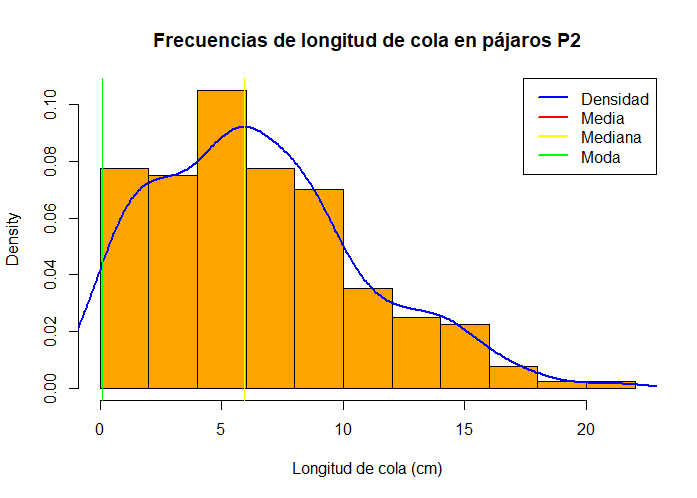 Frecuencias de longitud de cola en pájaros P2
Densidad
Media
Mediana
Moda
Density
0.00
0.02
0.04
0.06
0.08
0.10
0
5
10
15
20
Longitud de cola (cm)